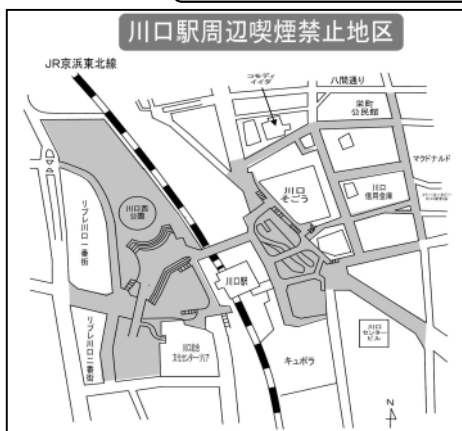 川口駅周辺喫煙禁止地区
JR京浜東北線
コモディ
イイダ
八間通り
栄町
公民館
マクドナルド
川口
そごう
川口
信用金庫
川口西
公園
リプレ川口一番街
川口駅
リプレ川口二番街
川口総合
文化センター・リリア
キュポラ
川口
センター
ビル
N